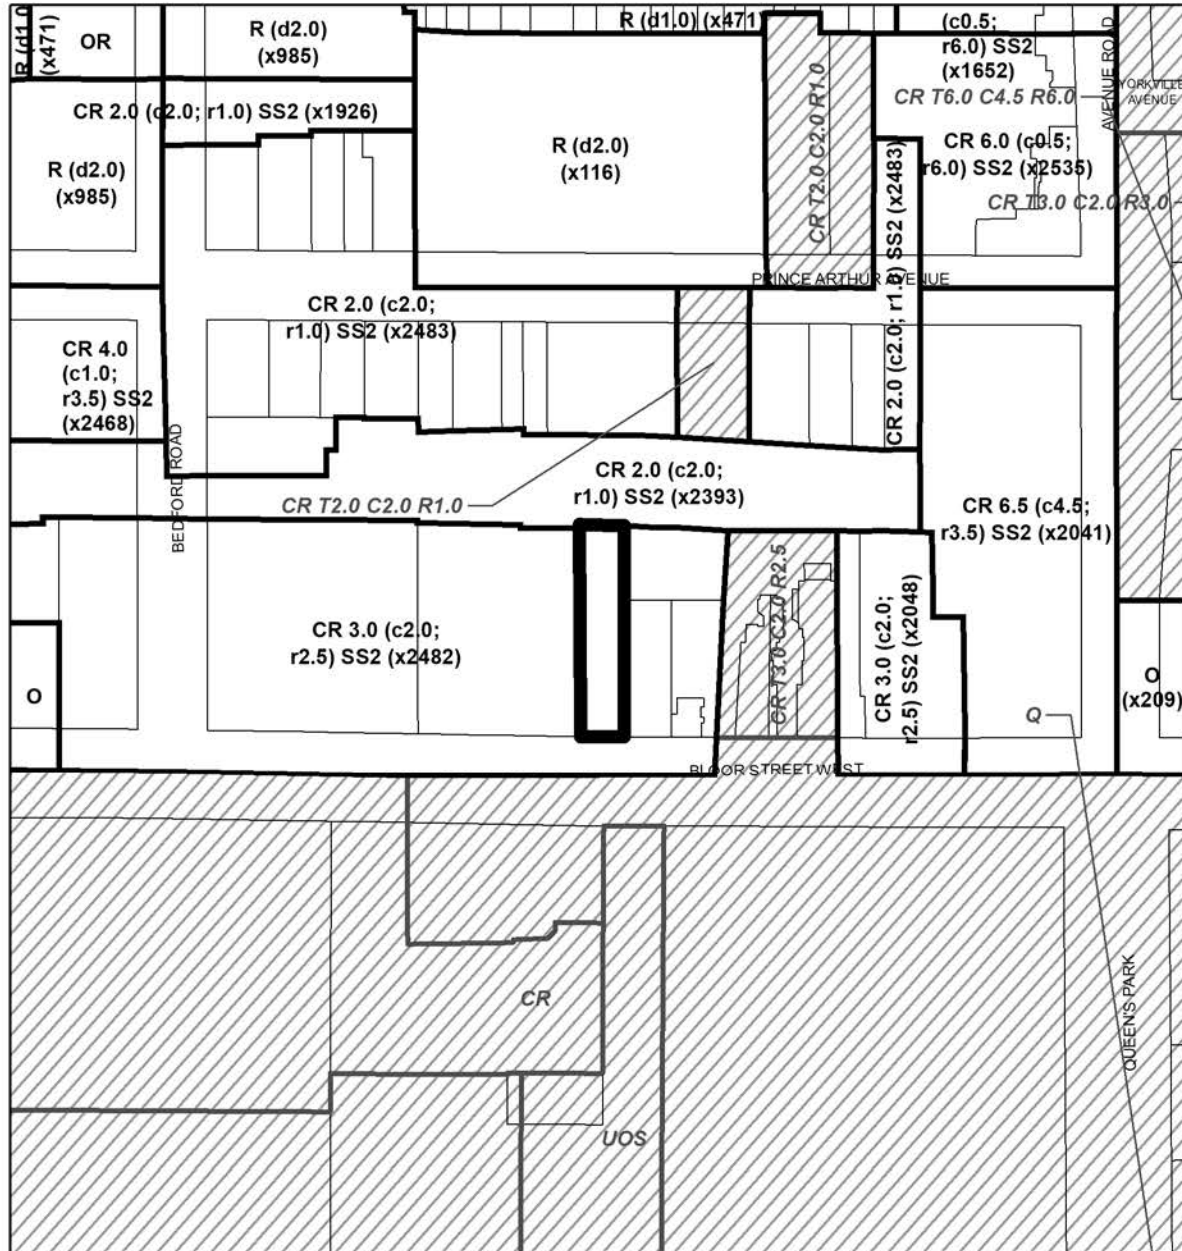 R (d1.0)
(x471)
OR
R (d2.0)
(x985)
R (d1.0) (x471)
(c0.5;
r6.0) SS2
(x1652)
AVENUE ROAD
YORKVILLE
AVENUE
CR T6.0 C4.5 R6.0
CR 2.0 (c2.0; r1.0) SS2 (x1926)
R (d2.0)
(x985)
R (d2.0)
(x116)
CR T2.0 C2.0 R1.0
CR 6.0 (c0.5;
r6.0) SS2 (x2535)
CR T3.0 C2.0 R3.0
CR 2.0 (c2.0; r1.0) SS2 (x2483)
PRINCE ARTHUR AVENUE
CR 2.0 (c2.0;
r1.0) SS2 (x2483)
CR 4.0
(c1.0;
r3.5) SS2
(x2468)
BEDFORD ROAD
CR T2.0 C2.0 R1.0
CR 2.0 (c2.0;
r1.0) SS2 (x2393)
CR 6.5 (c4.5;
r3.5) SS2 (x2041)
CR 3.0 (c2.0;
r2.5) SS2 (x2482)
CR T3.0 C2.0 R2.5
CR 3.0 (c2.0;
r2.5) SS2 (x2048)
O
O
(x209)
Q
BLOOR STREET WEST
CR
QUEEN'S PARK
UOS